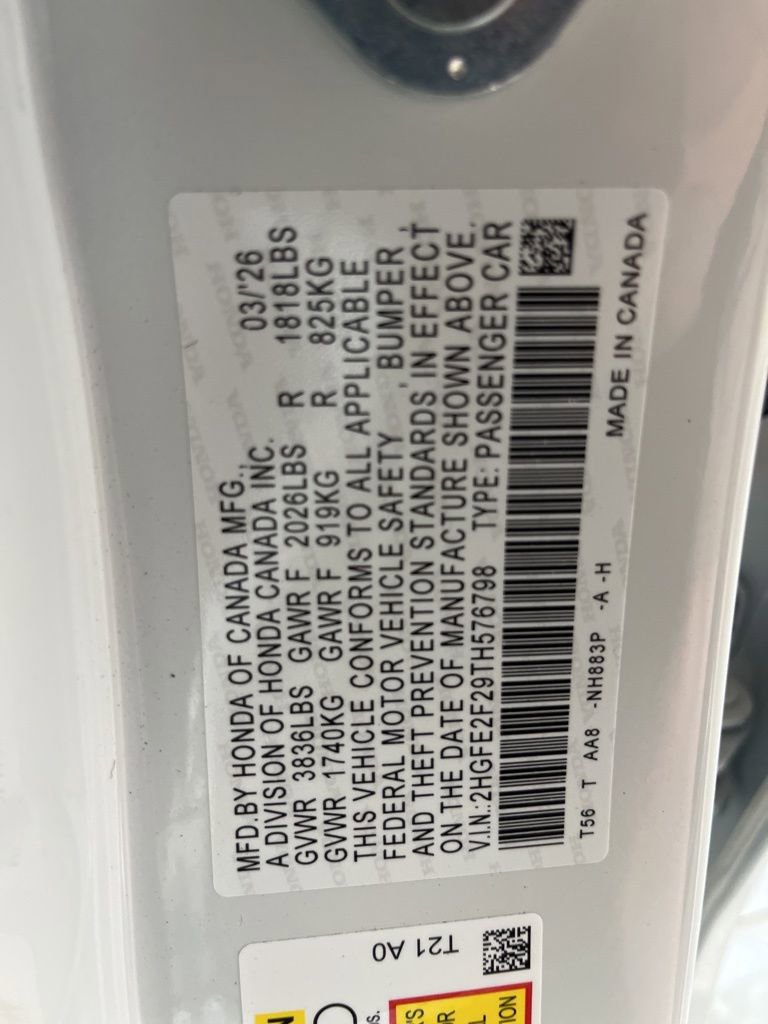 MFD.BY HONDA OF CANADA MFG.,
A DIVISION OF HONDA CANADA INC. 03/'26
GVWR 3836LBS GAWR F 2026LBS R 1818LBS
GVWR 1740KG GAWR F 919KG R 825KG
THIS VEHICLE CONFORMS TO ALL APPLICABLE
FEDERAL MOTOR VEHICLE SAFETY , BUMPER ,
AND THEFT PREVENTION STANDARDS IN EFFECT
ON THE DATE OF MANUFACTURE SHOWN ABOVE.
V.I.N.:2HGFE2F29TH576798 TYPE: PASSENGER CAR
T56 T AA8 -NH883P -A -H
MADE IN CANADA
T21 A0